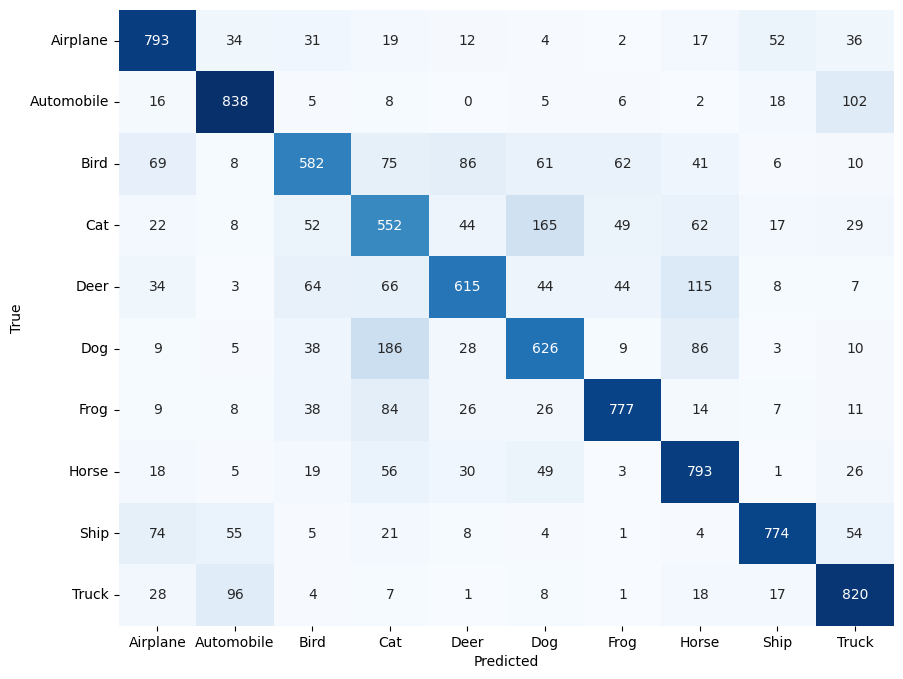 Airplane 793 34 31 19 12 4 2 17 52 36
Automobile 16 838 5 8 0 5 6 2 18 102
Bird 69 8 582 75 86 61 62 41 6 10
Cat 22 8 52 552 44 165 49 62 17 29
Deer 34 3 64 66 615 44 44 115 8 7
True
Dog 9 5 38 186 28 626 9 86 3 10
Frog 9 8 38 84 26 26 777 14 7 11
Horse 18 5 19 56 30 49 3 793 1 26
Ship 74 55 5 21 8 4 1 4 774 54
Truck 28 96 4 7 1 8 1 18 17 820
Airplane Automobile Bird Cat Deer Dog Frog Horse Ship Truck
Predicted